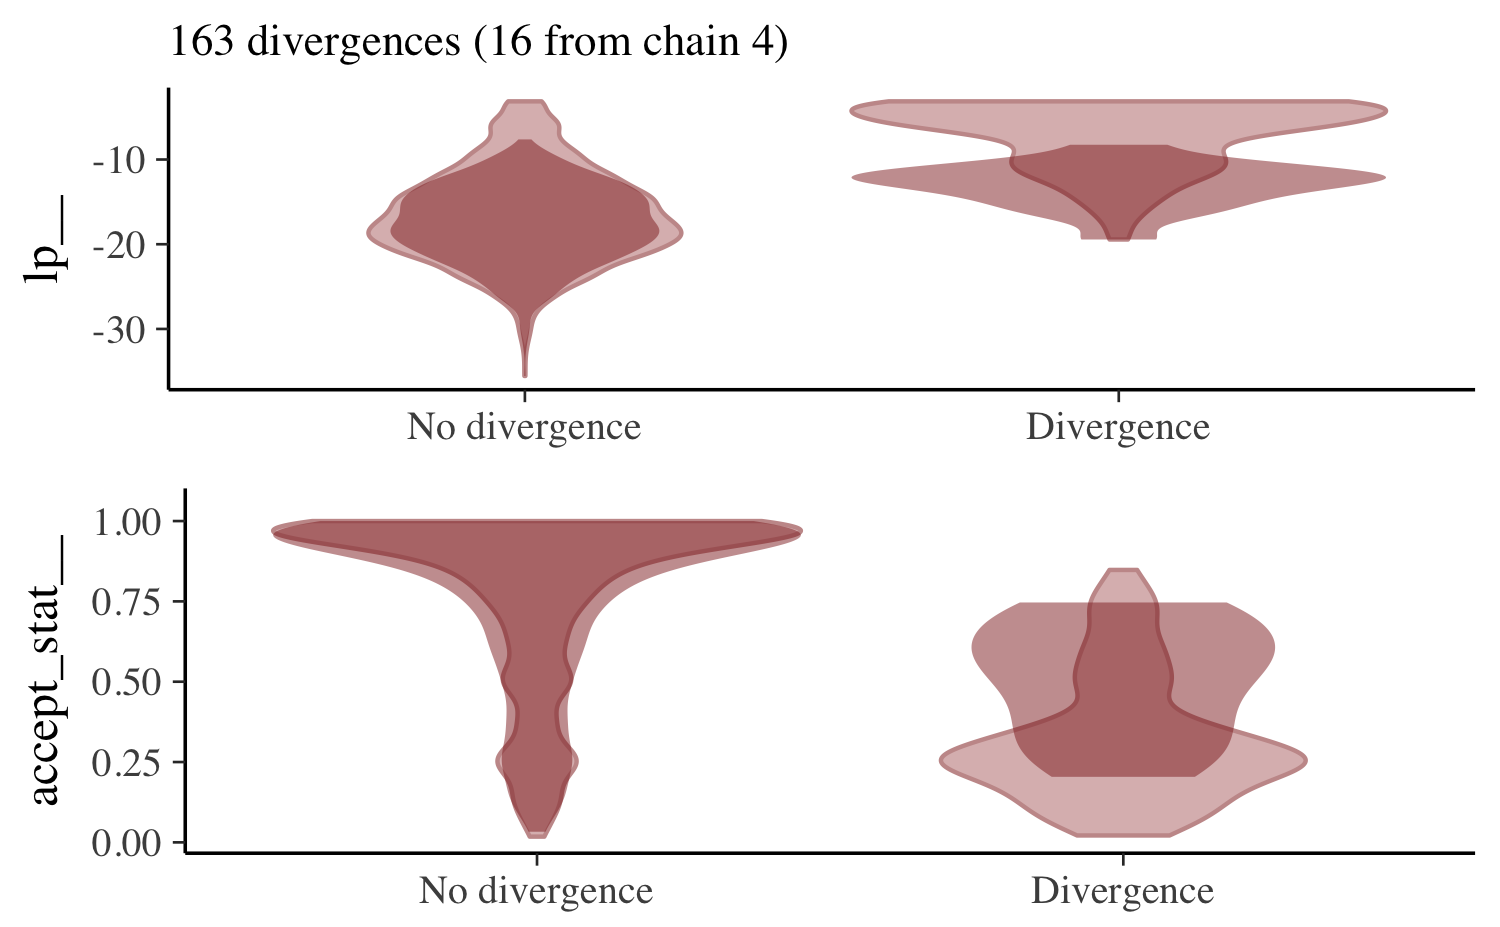 163 divergences (16 from chain 4)
lp__
-10
-20
-30
No divergence
Divergence
accept_stat__
1.00
0.75
0.50
0.25
0.00
No divergence
Divergence